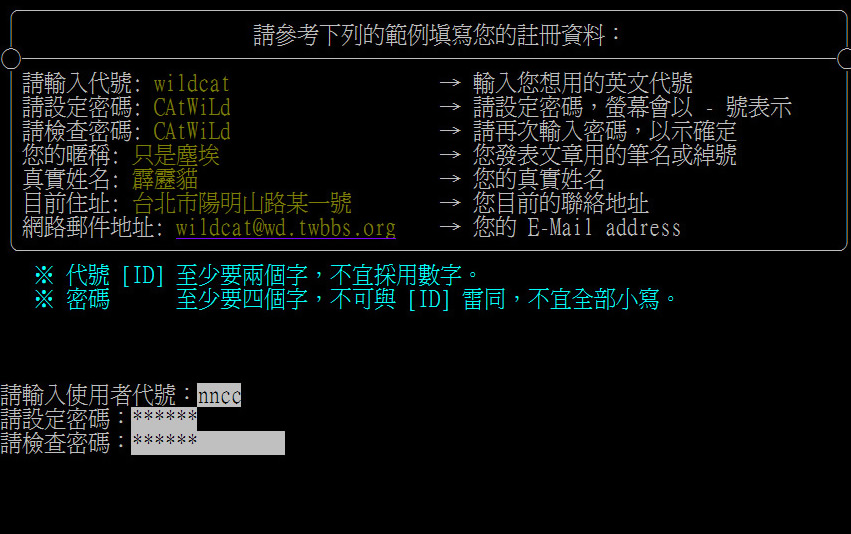 請參考下列的範例填寫您的註冊資料：
請輸入代號: wildcat → 輸入您想用的英文代號
請設定密碼: CAtWiLd → 請設定密碼，螢幕會以 - 號表示
請檢查密碼: CAtWiLd → 請再次輸入密碼，以示確定
您的暱稱: 只是塵埃 → 您發表文章用的筆名或綽號
真實姓名: 霹靂貓 → 您的真實姓名
目前住址: 台北市陽明山路某一號 → 您目前的聯絡地址
網路郵件地址: wildcat@wd.twbbs.org → 您的 E-Mail address
※ 代號 [ID] 至少要兩個字，不宜採用數字。
※ 密碼 至少要四個字，不可與 [ID] 雷同，不宜全部小寫。
請輸入使用者代號：nncc
請設定密碼：******
請檢查密碼：******